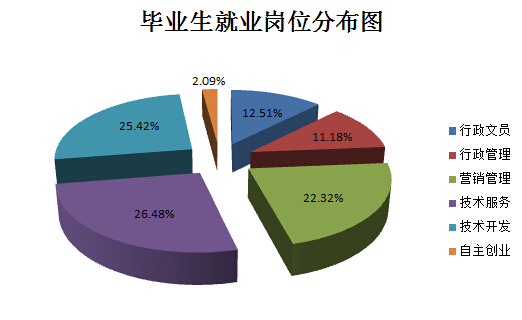 毕业生就业岗位分布图
2.09%
12.51%
25.42%
11.18%
22.32%
26.48%
行政文员
行政管理
营销管理
技术服务
技术开发
自主创业